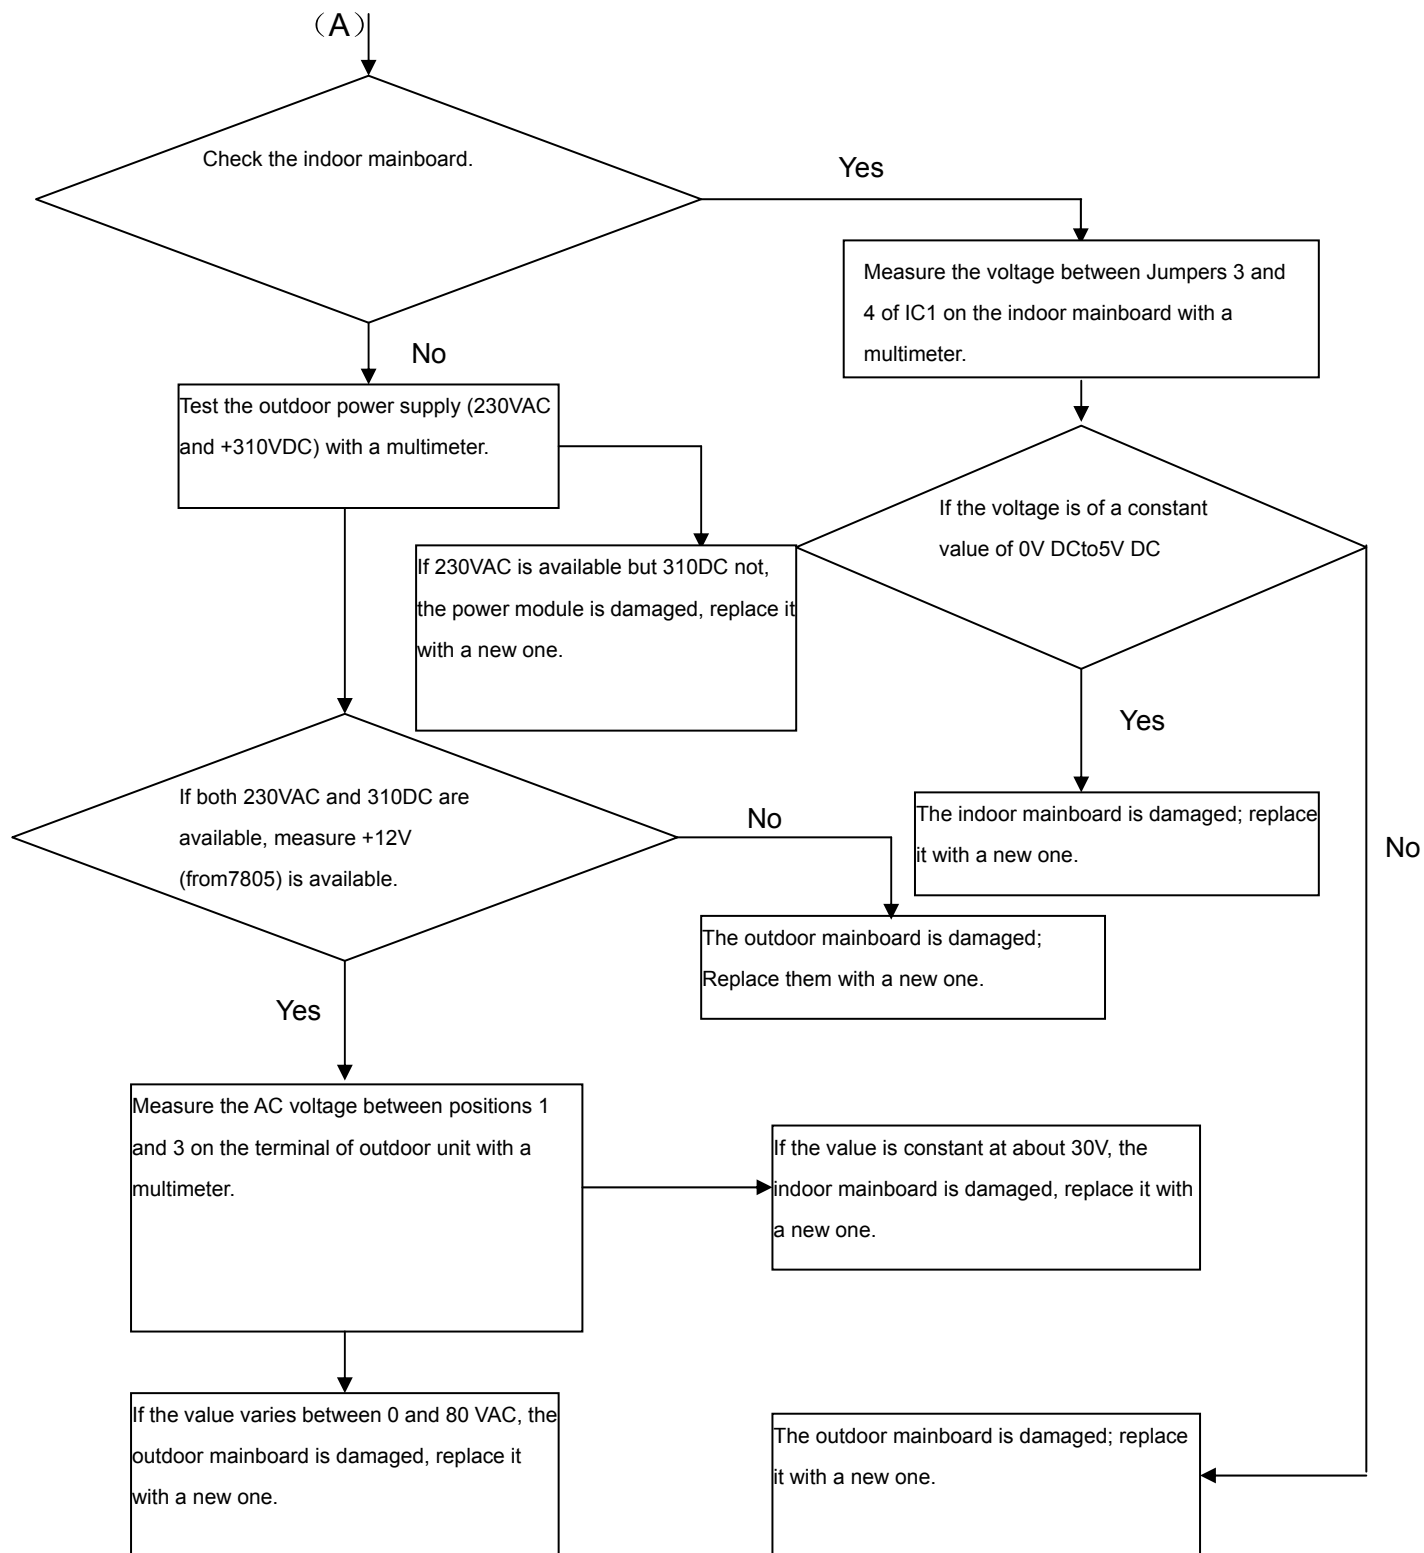 （A）
Check the indoor mainboard.
Yes
Measure the voltage between Jumpers 3 and
4 of IC1 on the indoor mainboard with a
multimeter.
No
Test the outdoor power supply (230VAC
and +310VDC) with a multimeter.
If the voltage is of a constant
value of 0V DCto5V DC
If 230VAC is available but 310DC not,
the power module is damaged, replace it
with a new one.
Yes
If both 230VAC and 310DC are
available, measure +12V
(from7805) is available.
No
The indoor mainboard is damaged; replace
it with a new one.
No
The outdoor mainboard is damaged;
Replace them with a new one.
Yes
Measure the AC voltage between positions 1
and 3 on the terminal of outdoor unit with a
multimeter.
If the value is constant at about 30V, the
indoor mainboard is damaged, replace it with
a new one.
If the value varies between 0 and 80 VAC, the
outdoor mainboard is damaged, replace it
with a new one.
The outdoor mainboard is damaged; replace
it with a new one.